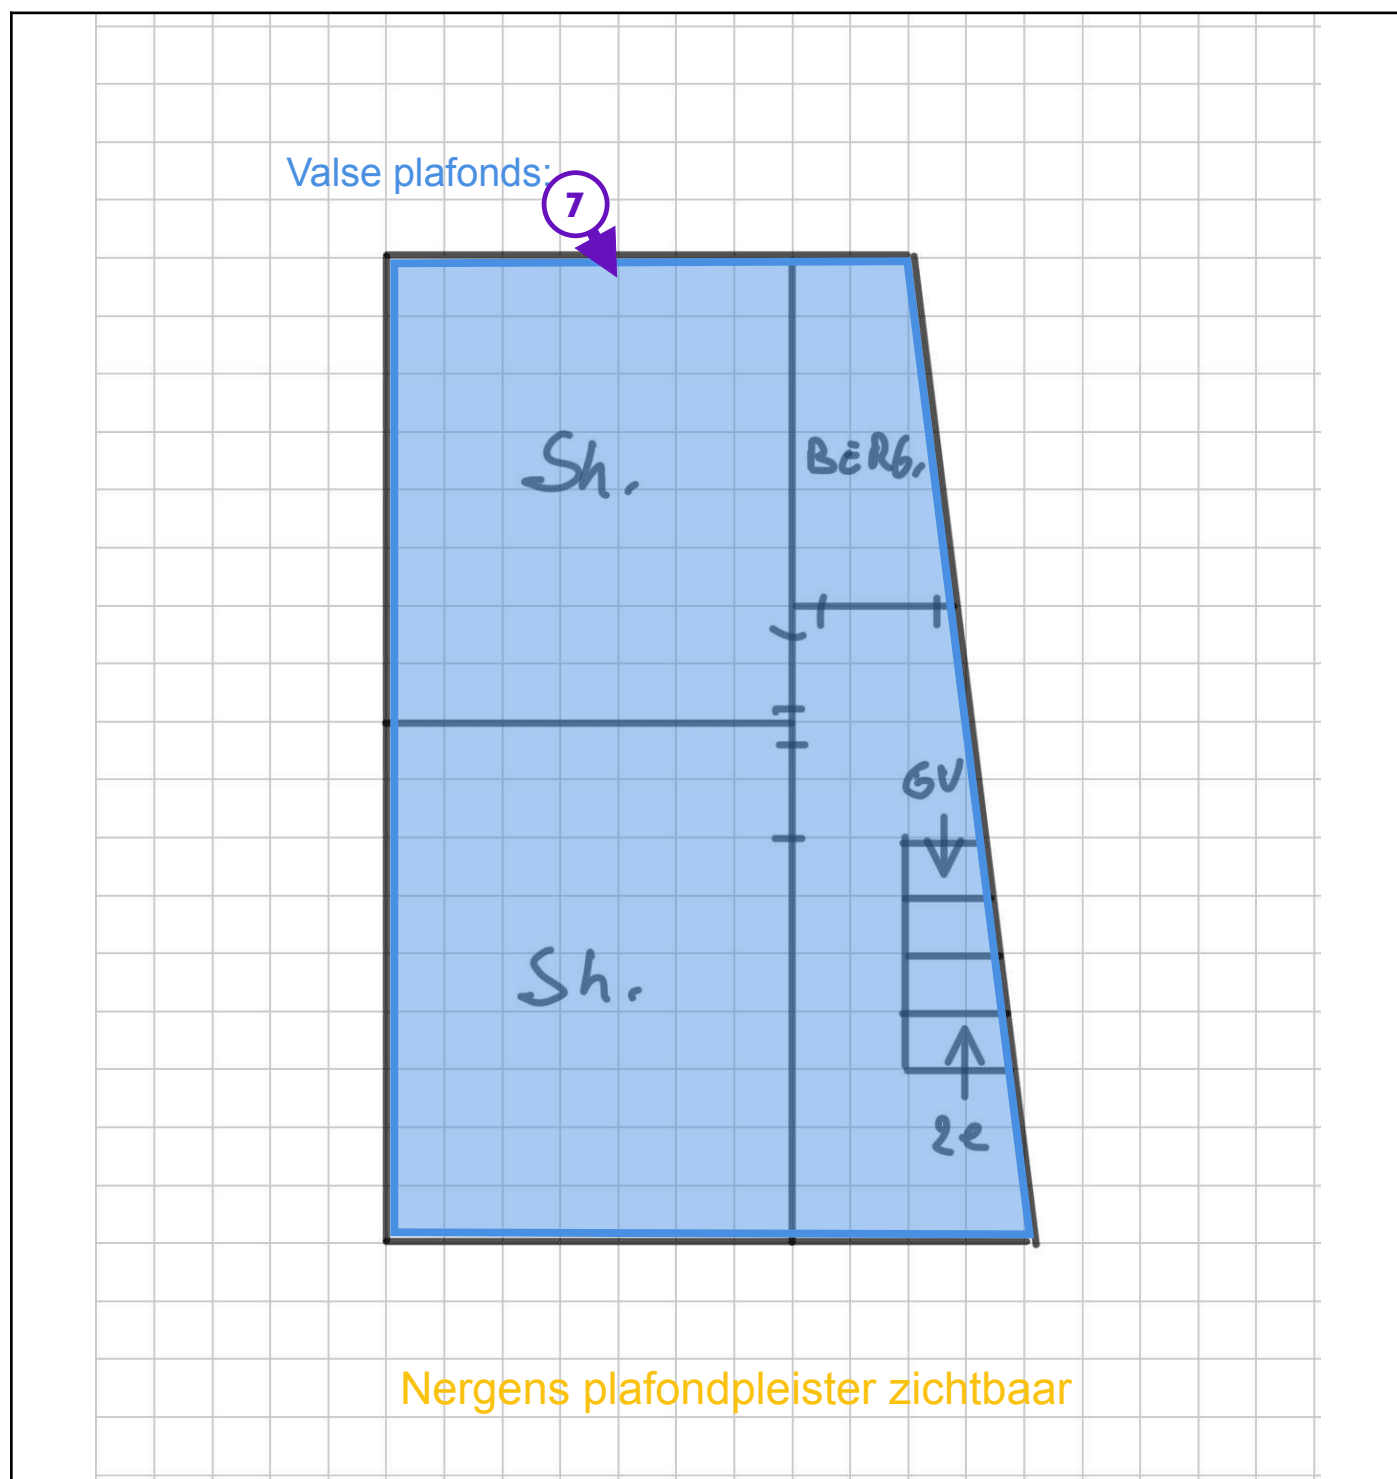 Valse plafonds:
7
Sh.
BERG.
GV
Sh.
2e
Nergens plafondpleister zichtbaar